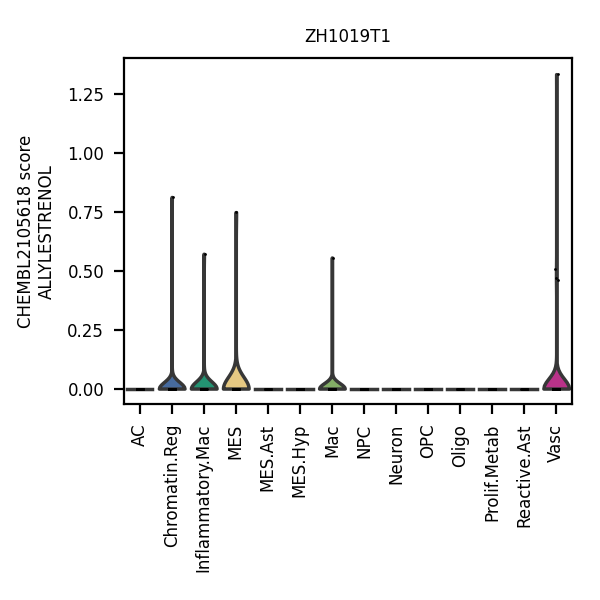 ZH1019T1
CHEMBL2105618 score
ALLYLESTRENOL
1.25
1.00
0.75
0.50
0.25
0.00
AC
Chromatin.Reg
Inflammatory.Mac
MES
MES.Ast
MES.Hyp
Mac
NPC
Neuron
OPC
Oligo
Prolif.Metab
Reactive.Ast
Vasc